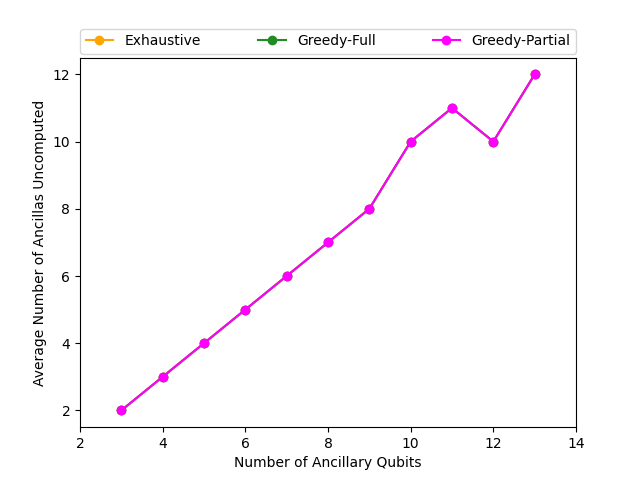 Exhaustive Greedy-Full Greedy-Partial
12
10
8
6
4
2
Average Number of Ancillas Uncomputed
2 4 6 8 10 12 14
Number of Ancillary Qubits